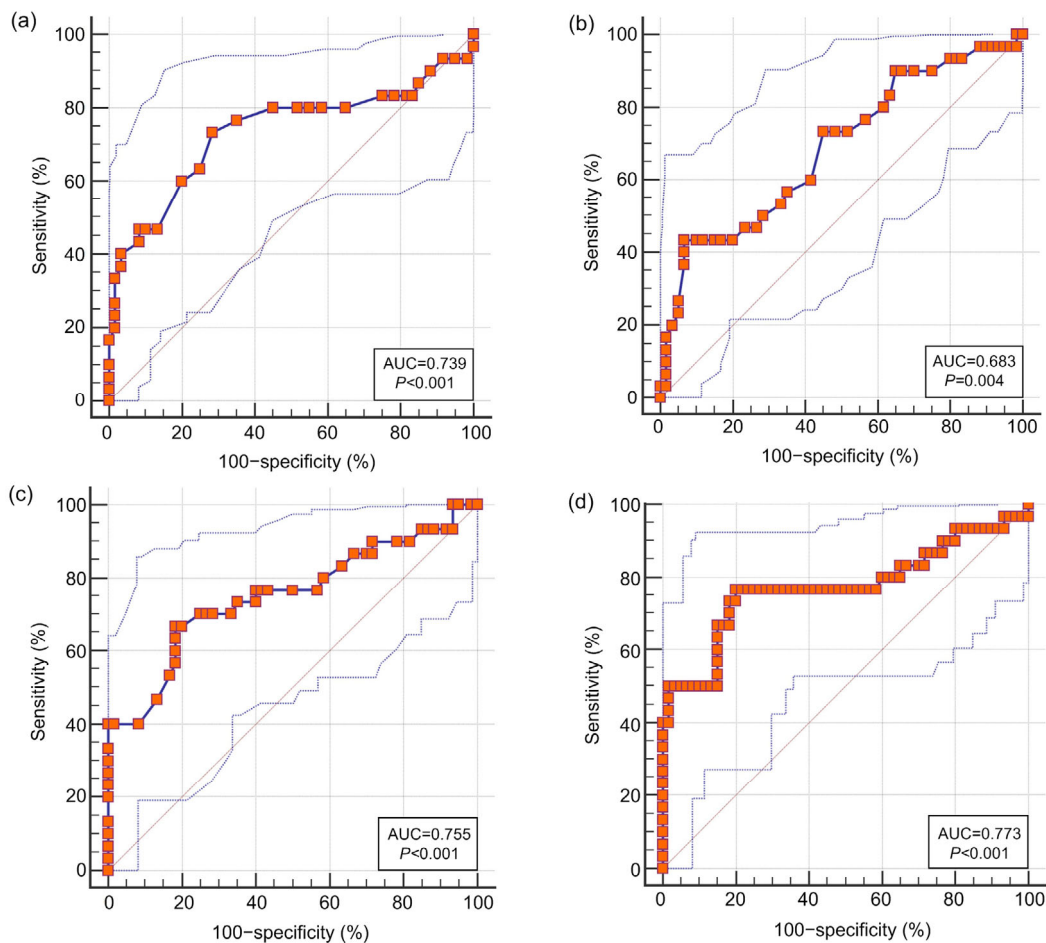 (a)
100
80
60
40
20
0
Sensitivity (%)
AUC=0.739
P<0.001
0 20 40 60 80 100
100−specificity (%)
(b)
100
80
60
40
20
0
Sensitivity (%)
AUC=0.683
P=0.004
0 20 40 60 80 100
100−specificity (%)
(c)
100
80
60
40
20
0
Sensitivity (%)
AUC=0.755
P<0.001
0 20 40 60 80 100
100−specificity (%)
(d)
100
80
60
40
20
0
Sensitivity (%)
AUC=0.773
P<0.001
0 20 40 60 80 100
100−specificity (%)